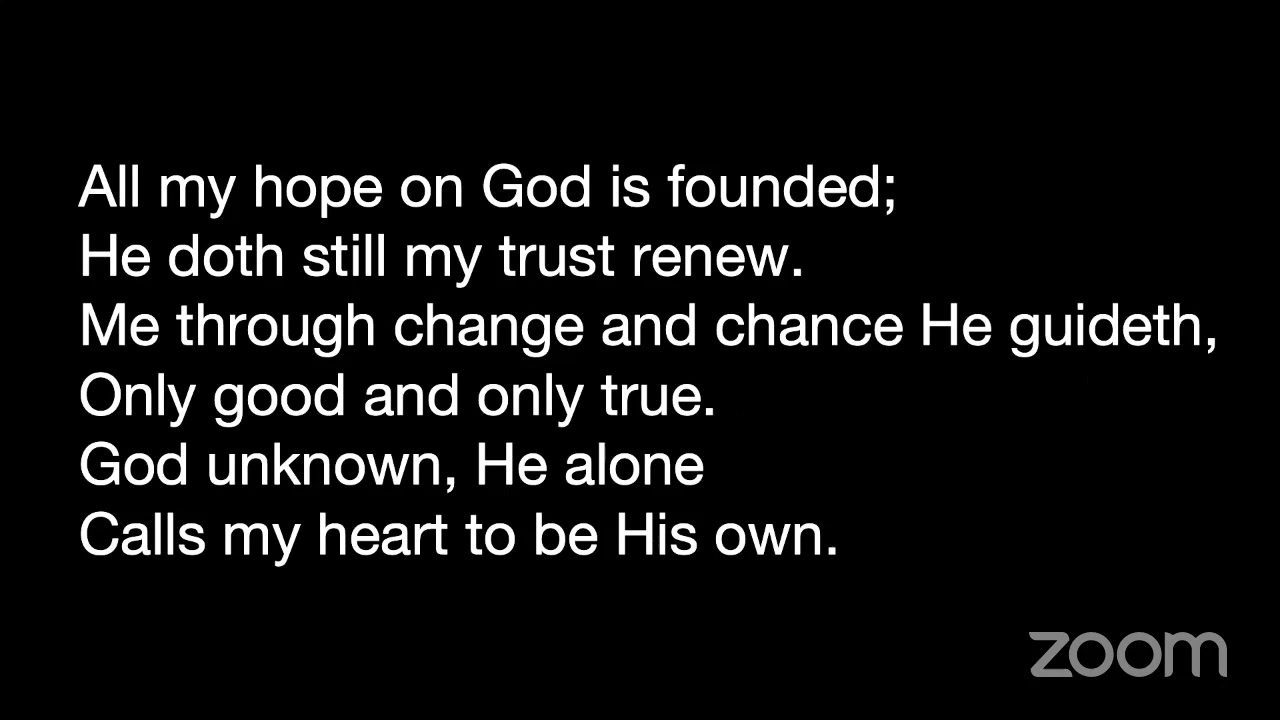 All my hope on God is founded;
He doth still my trust renew.
Me through change and chance He guideth,
Only good and only true.
God unknown, He alone
Calls my heart to be His own.
zoom